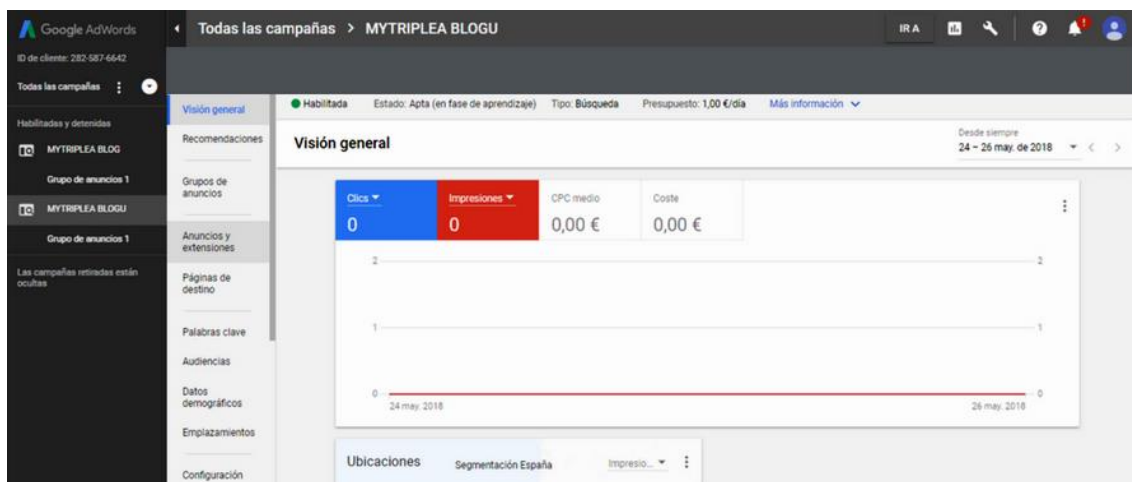 Google AdWords
Todas las campañas > MYTRIPLEA BLOGU
IR A
ID de cliente: 282-587-6642
Todas las campañas
Habilitadas y detenidas
MYTRIPLEA BLOG
Grupo de anuncios 1
MYTRIPLEA BLOGU
Grupo de anuncios 1
Las campañas retiradas están
ocultas
Visión general
Recomendaciones
Grupos de
anuncios
Anuncios y
extensiones
Páginas de
destino
Palabras clave
Audiencias
Datos
demográficos
Emplazamientos
Configuración
Habilitada Estado: Apta (en fase de aprendizaje) Tipo: Búsqueda Presupuesto: 1,00 €/día Más información
Visión general
Desde siempre
24 – 26 may. de 2018
Clics Impresiones CPC medio Coste
0 0 0,00 € 0,00 €
2 2
1 1
0 0
24 may. 2018 26 may. 2018
Ubicaciones Segmentación España Impresio...